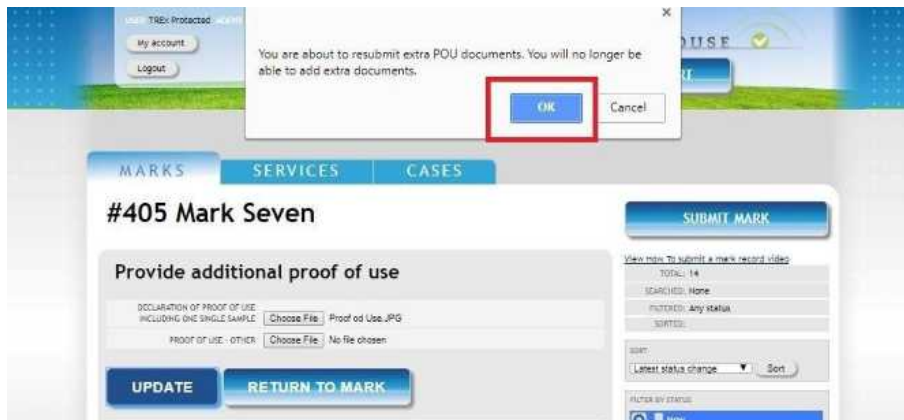 TREx Protected
My account
Logout
You are about to resubmit extra POU documents. You will no longer be
able to add extra documents.
OK
Cancel
OUSE
MARKS
SERVICES
CASES
#405 Mark Seven
SUBMIT MARK
View how To submit a mark record video
TOTAL: 14
SEARCHED: None
FILTERED: Any status
SORTED:
Provide additional proof of use
DECLARATION OF PROOF OF USE
INCLUDING ONE SINGLE SAMPLE
Choose File
Proof od Use.JPG
PROOF OF USE - OTHER
Choose File
No file chosen
SORT
Latest status change
Sort
UPDATE
RETURN TO MARK
FILTER BY STATUS
New